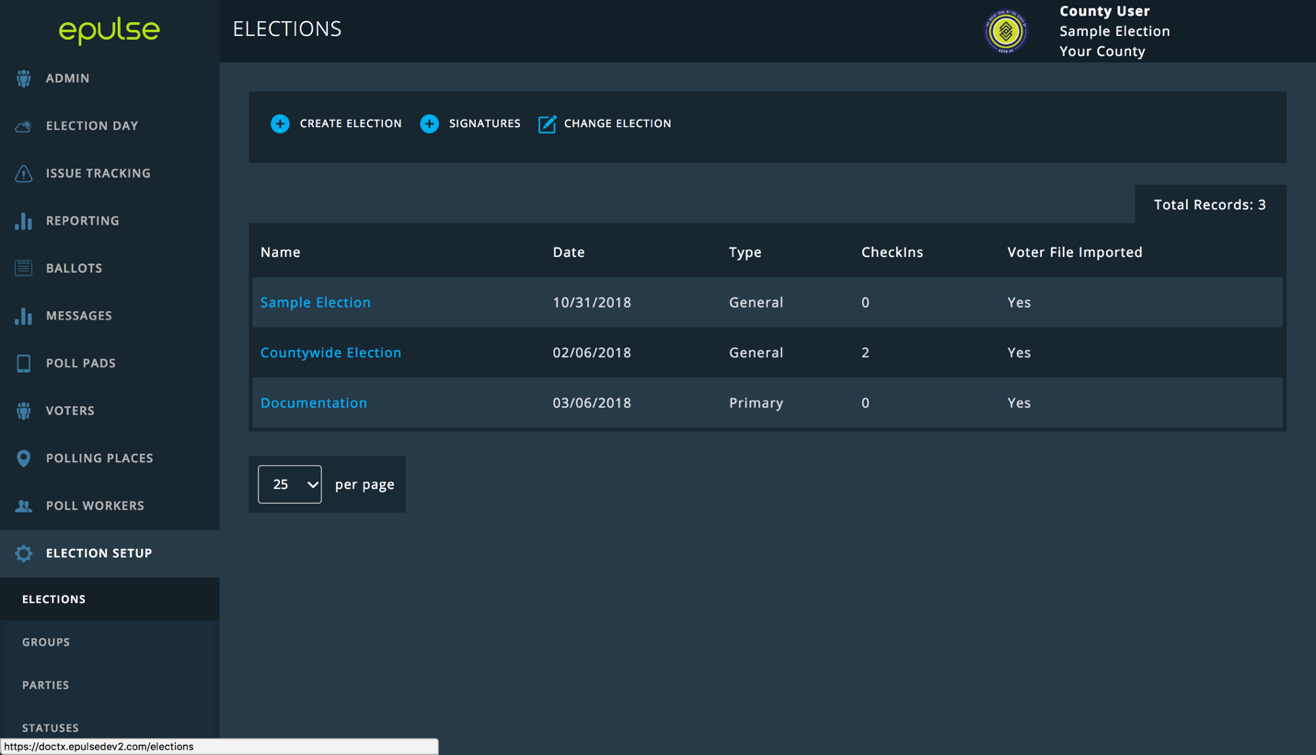 epulse
ELECTIONS
County User
Sample Election
Your County
ADMIN
ELECTION DAY
ISSUE TRACKING
REPORTING
BALLOTS
MESSAGES
POLL PADS
VOTERS
POLLING PLACES
POLL WORKERS
ELECTION SETUP
ELECTIONS
GROUPS
PARTIES
STATUSES
CREATE ELECTION SIGNATURES CHANGE ELECTION
Total Records: 3
Name Date Type CheckIns Voter File Imported
Sample Election 10/31/2018 General 0 Yes
Countywide Election 02/06/2018 General 2 Yes
Documentation 03/06/2018 Primary 0 Yes
25 per page
https://doctx.epulsedev2.com/elections